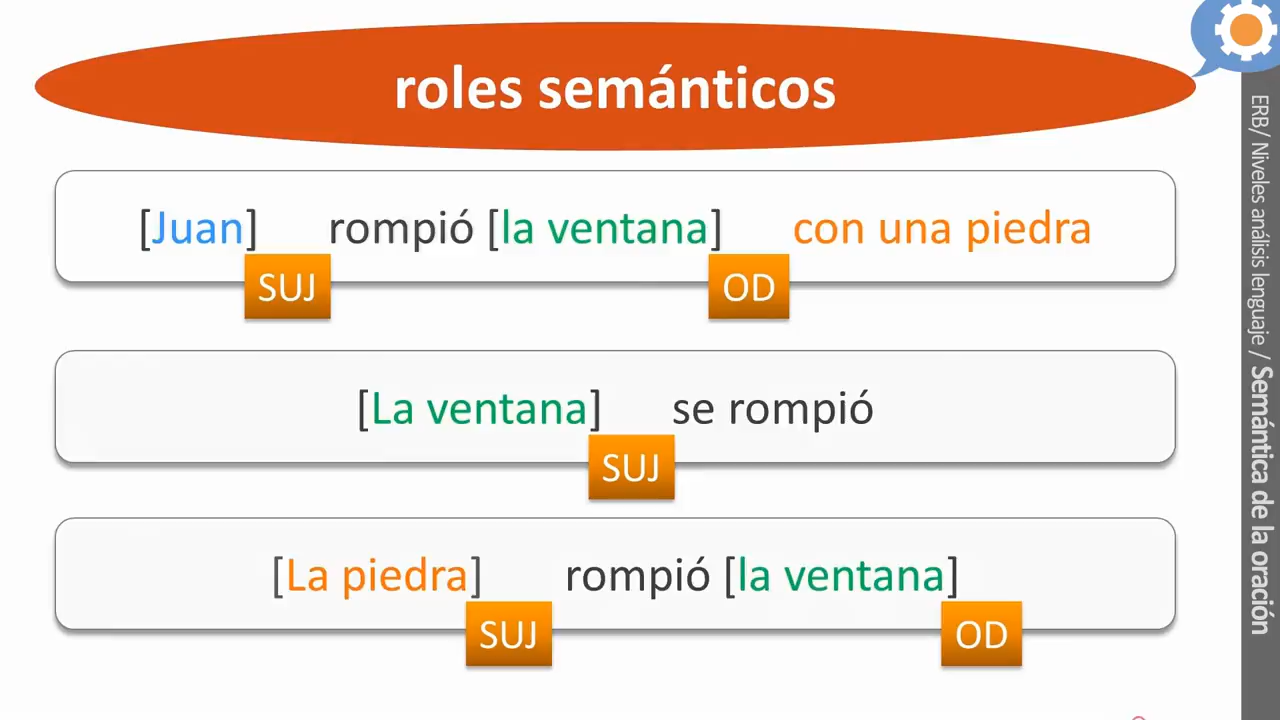 roles semánticos
[Juan] rompió [la ventana] con una piedra
SUJ OD
[La ventana] se rompió
SUJ
[La piedra] rompió [la ventana]
SUJ OD
ERB/ Niveles análisis lenguaje / Semántica de la oración